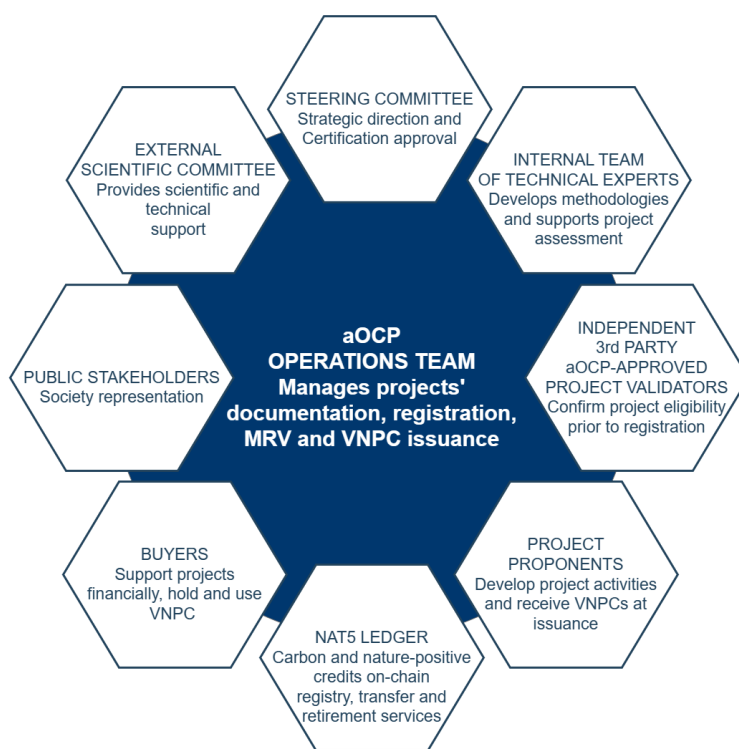 STEERING COMMITTEE
Strategic direction and
Certification approval
EXTERNAL
SCIENTIFIC COMMITTEE
Provides scientific and
technical
support
INTERNAL TEAM
OF TECHNICAL EXPERTS
Develops methodologies
and supports project
assessment
aOCP
OPERATIONS TEAM
Manages projects'
documentation, registration,
MRV and VNPC issuance
PUBLIC STAKEHOLDERS
Society representation
INDEPENDENT
3rd PARTY
aOCP-APPROVED
PROJECT VALIDATORS
Confirm project eligibility
prior to registration
BUYERS
Support projects
financially, hold and use
VNPC
PROJECT
PROPONENTS
Develop project activities
and receive VNPCs at
issuance
NAT5 LEDGER
Carbon and nature-positive
credits on-chain
registry, transfer and
retirement services